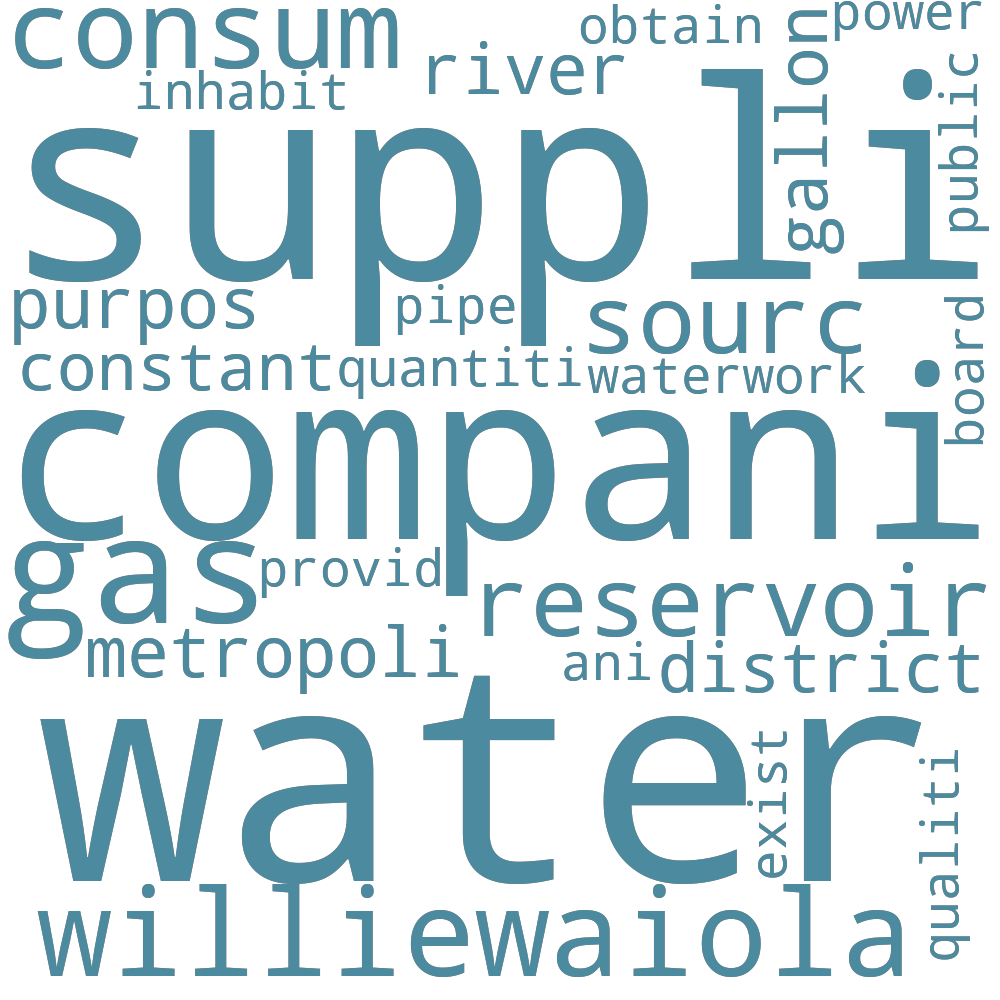 consum
obtain
power
river
inhabit
suppli
gallon
public
purpos
pipe
sourc
board
constant
quantiti
waterwork
compani
gas
provid
reservoir
metropoli
ani
district
water
exist
qualiti
williewaiola